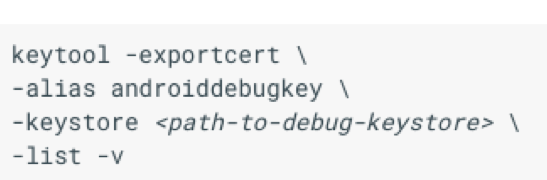 keytool -exportcert \
-alias androiddebugkey \
-keystore <path-to-debug-keystore> \
-list -v